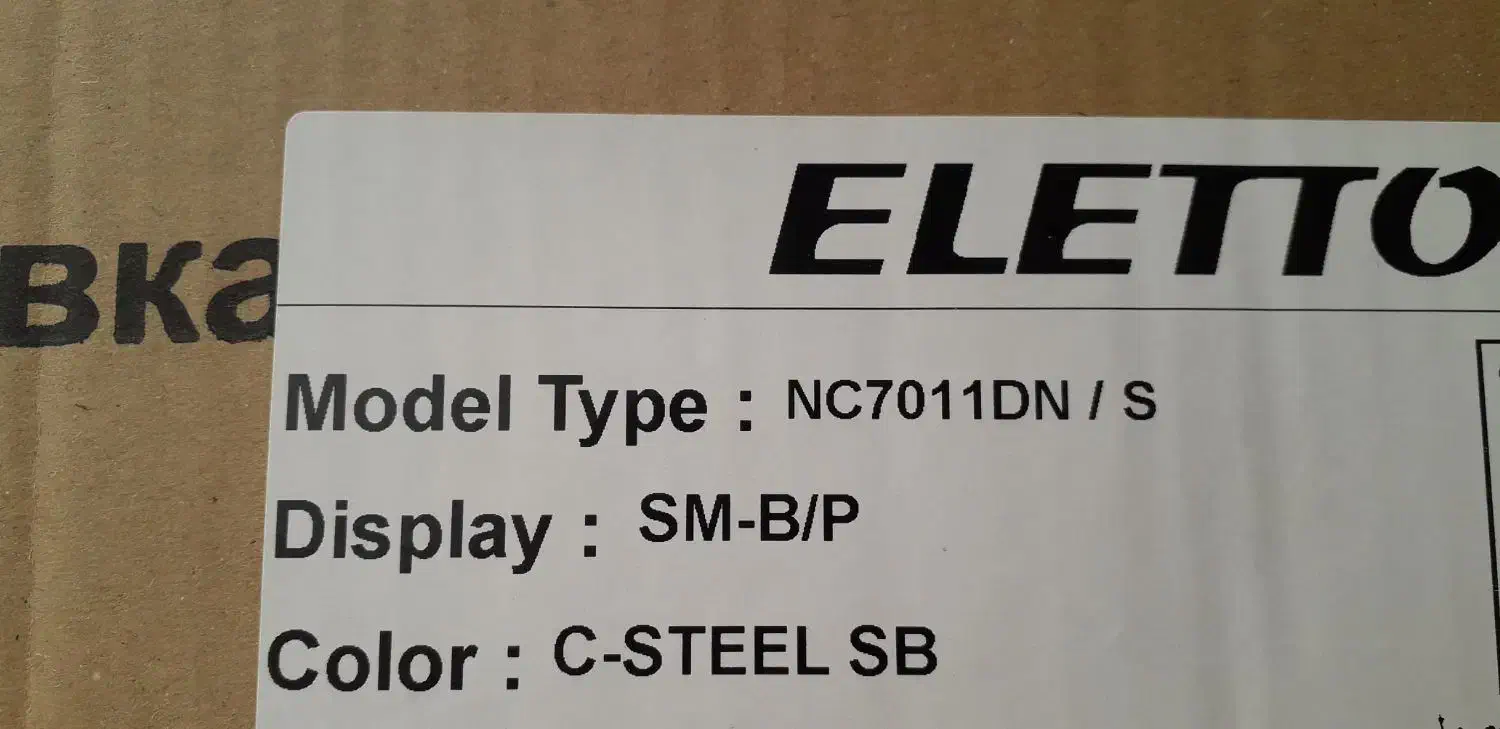 ELETTO
вка
Model Type : NC7011DN / S
Display : SM-B/P
Color : C-STEEL SB